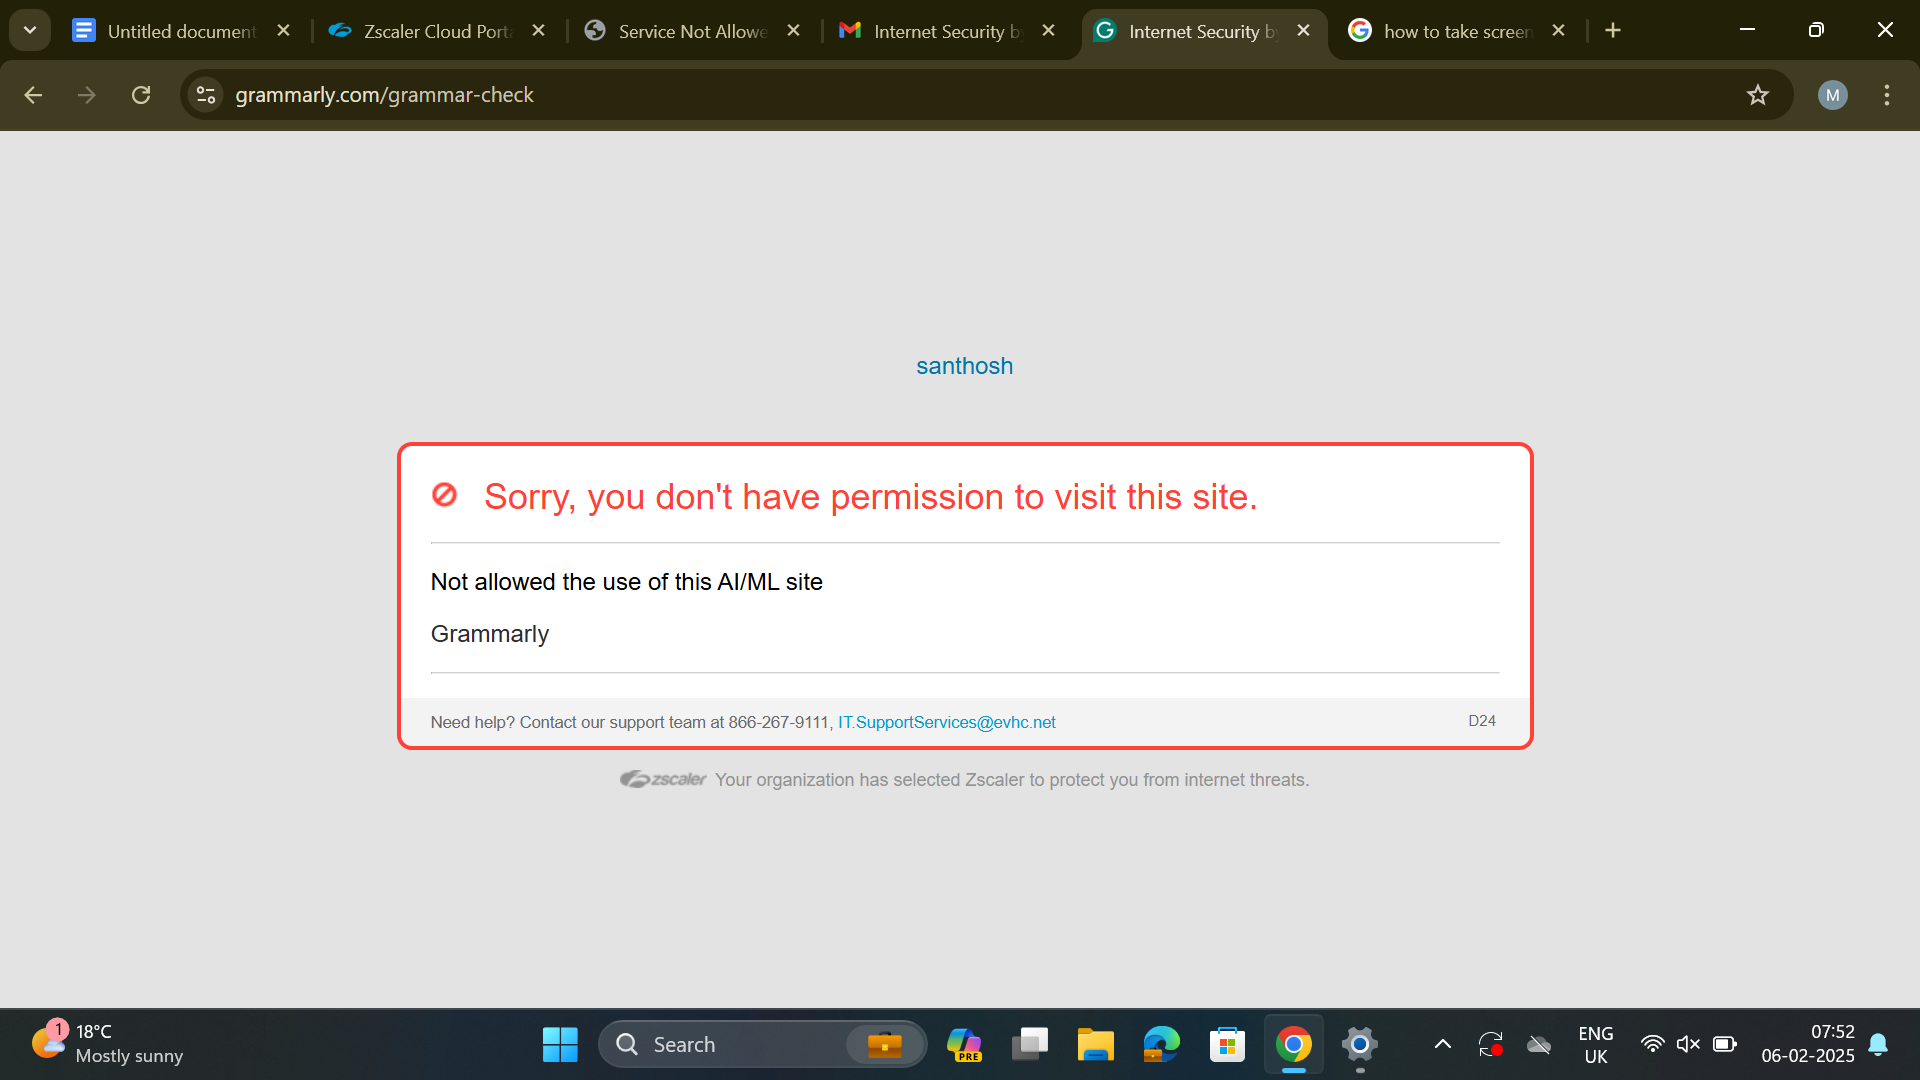 Untitled document
Zscaler Cloud Porta
Service Not Allowe
Internet Security by
Internet Security by
how to take screen
grammarly.com/grammar-check
M
santhosh
Sorry, you don't have permission to visit this site.
Not allowed the use of this AI/ML site
Grammarly
Need help? Contact our support team at 866-267-9111, IT.SupportServices@evhc.net
D24
zscaler Your organization has selected Zscaler to protect you from internet threats.
1
18°C
Mostly sunny
Search
PRE
ENG
UK
07:52
06-02-2025